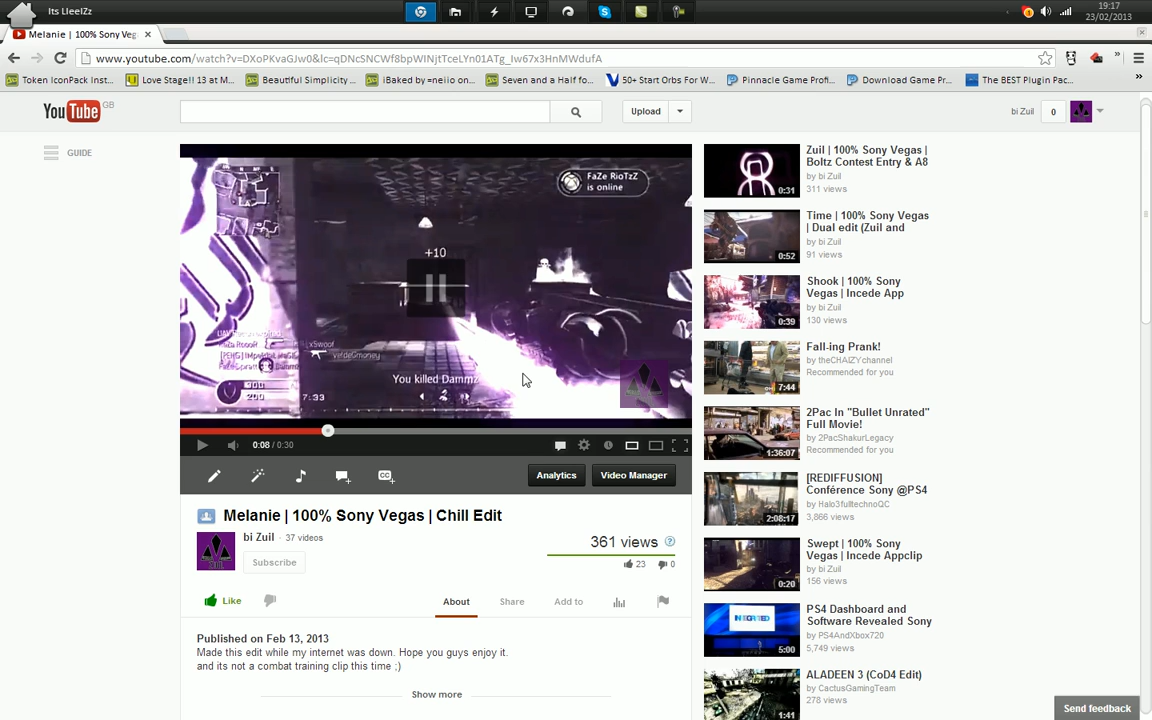 Its LleeIZz
19:17
23/02/2013
Melanie | 100% Sony Veg
www.youtube.com/watch?v=DXoPKvaGJw0&lc=qDNcSNCWf8bpWINjtTceLYn01ATg_Iw67x3HnMWdufA
Token IconPack Inst...
Love Stage!! 13 at M...
Beautiful Simplicity ...
iBaked by =neiio on...
Seven and a Half fo...
50+ Start Orbs For W...
Pinnacle Game Profi...
Download Game Pr...
The BEST Plugin Pac...
YouTube GB
Upload
bi Zuil
0
GUIDE
FaZe RioTzZ
is online
+10
x5woof
veldeGmoney
You killed Dammz
300
200
7:33
0:08 / 0:30
Analytics
Video Manager
Melanie | 100% Sony Vegas | Chill Edit
bi Zuil · 37 videos
Subscribe
361 views
23
0
Like
About
Share
Add to
Published on Feb 13, 2013
Made this edit while my internet was down. Hope you guys enjoy it.
and its not a combat training clip this time ;)
Show more
Zuil | 100% Sony Vegas |
Boltz Contest Entry & A8
by bi Zuil
311 views
0:31
Time | 100% Sony Vegas
| Dual edit (Zuil and
by bi Zuil
91 views
0:52
Shook | 100% Sony
Vegas | Incede App
by bi Zuil
130 views
0:39
Fall-ing Prank!
by theCHAIZYchannel
Recommended for you
7:44
2Pac In "Bullet Unrated"
Full Movie!
by 2PacShakurLegacy
Recommended for you
1:36:07
[REDIFFUSION]
Conférence Sony @PS4
by Halo3fulltechnoQC
3,866 views
2:08:17
Swept | 100% Sony
Vegas | Incede Appclip
by bi Zuil
156 views
0:20
PS4 Dashboard and
Software Revealed Sony
by PS4AndXbox720
5,749 views
5:00
ALADEEN 3 (CoD4 Edit)
by CactusGamingTeam
278 views
1:41
Send feedback